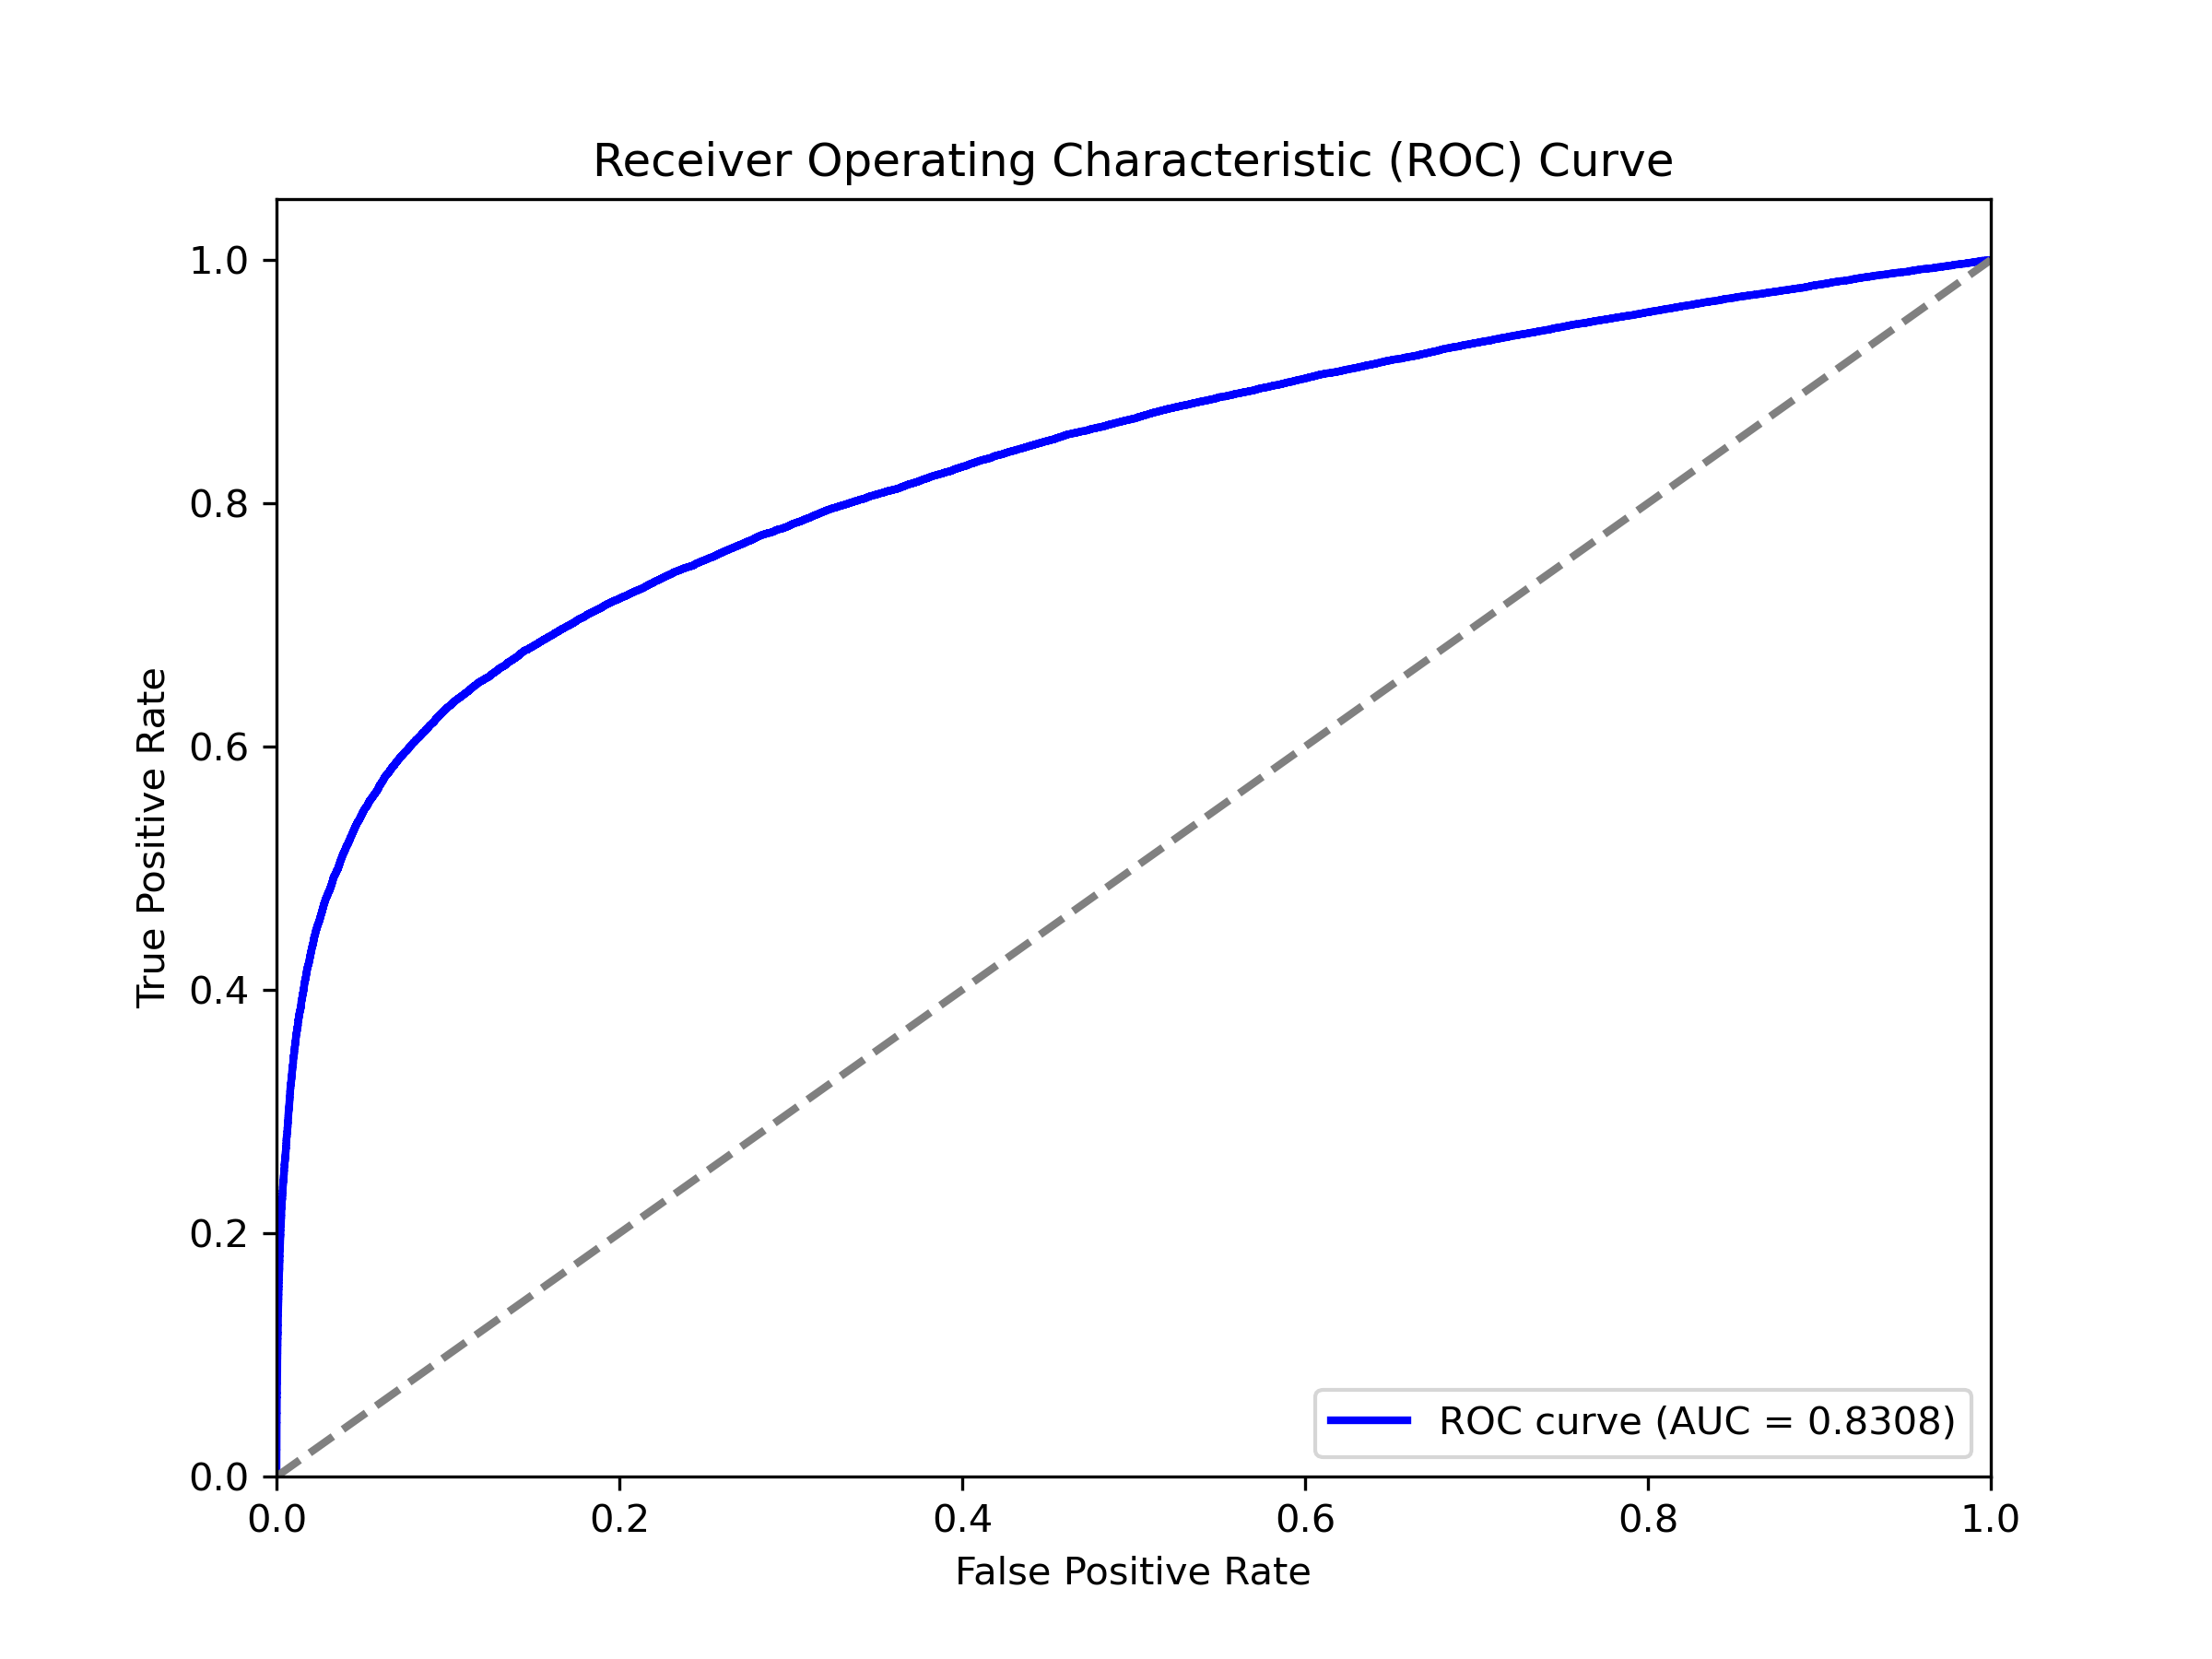 Receiver Operating Characteristic (ROC) Curve
1.0
0.8
0.6
0.4
0.2
0.0
True Positive Rate
ROC curve (AUC = 0.8308)
0.0 0.2 0.4 0.6 0.8 1.0
False Positive Rate